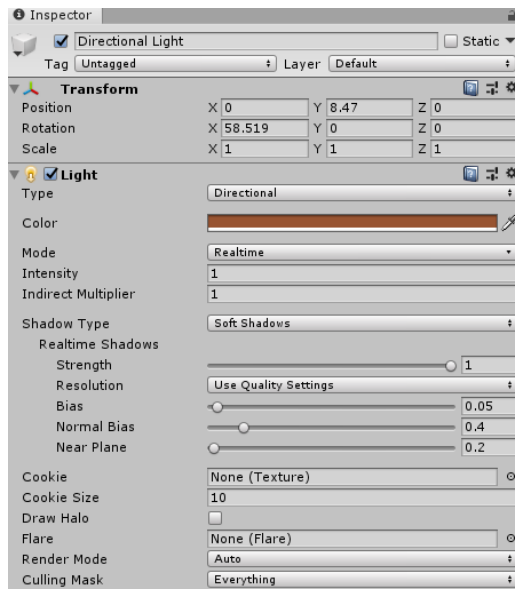 Inspector
Directional Light Static
Tag Untagged Layer Default
Transform
Position X 0 Y 8.47 Z 0
Rotation X 58.519 Y 0 Z 0
Scale X 1 Y 1 Z 1
Light
Type Directional
Color
Mode Realtime
Intensity 1
Indirect Multiplier 1
Shadow Type Soft Shadows
Realtime Shadows
Strength 1
Resolution Use Quality Settings
Bias 0.05
Normal Bias 0.4
Near Plane 0.2
Cookie None (Texture)
Cookie Size 10
Draw Halo
Flare None (Flare)
Render Mode Auto
Culling Mask Everything